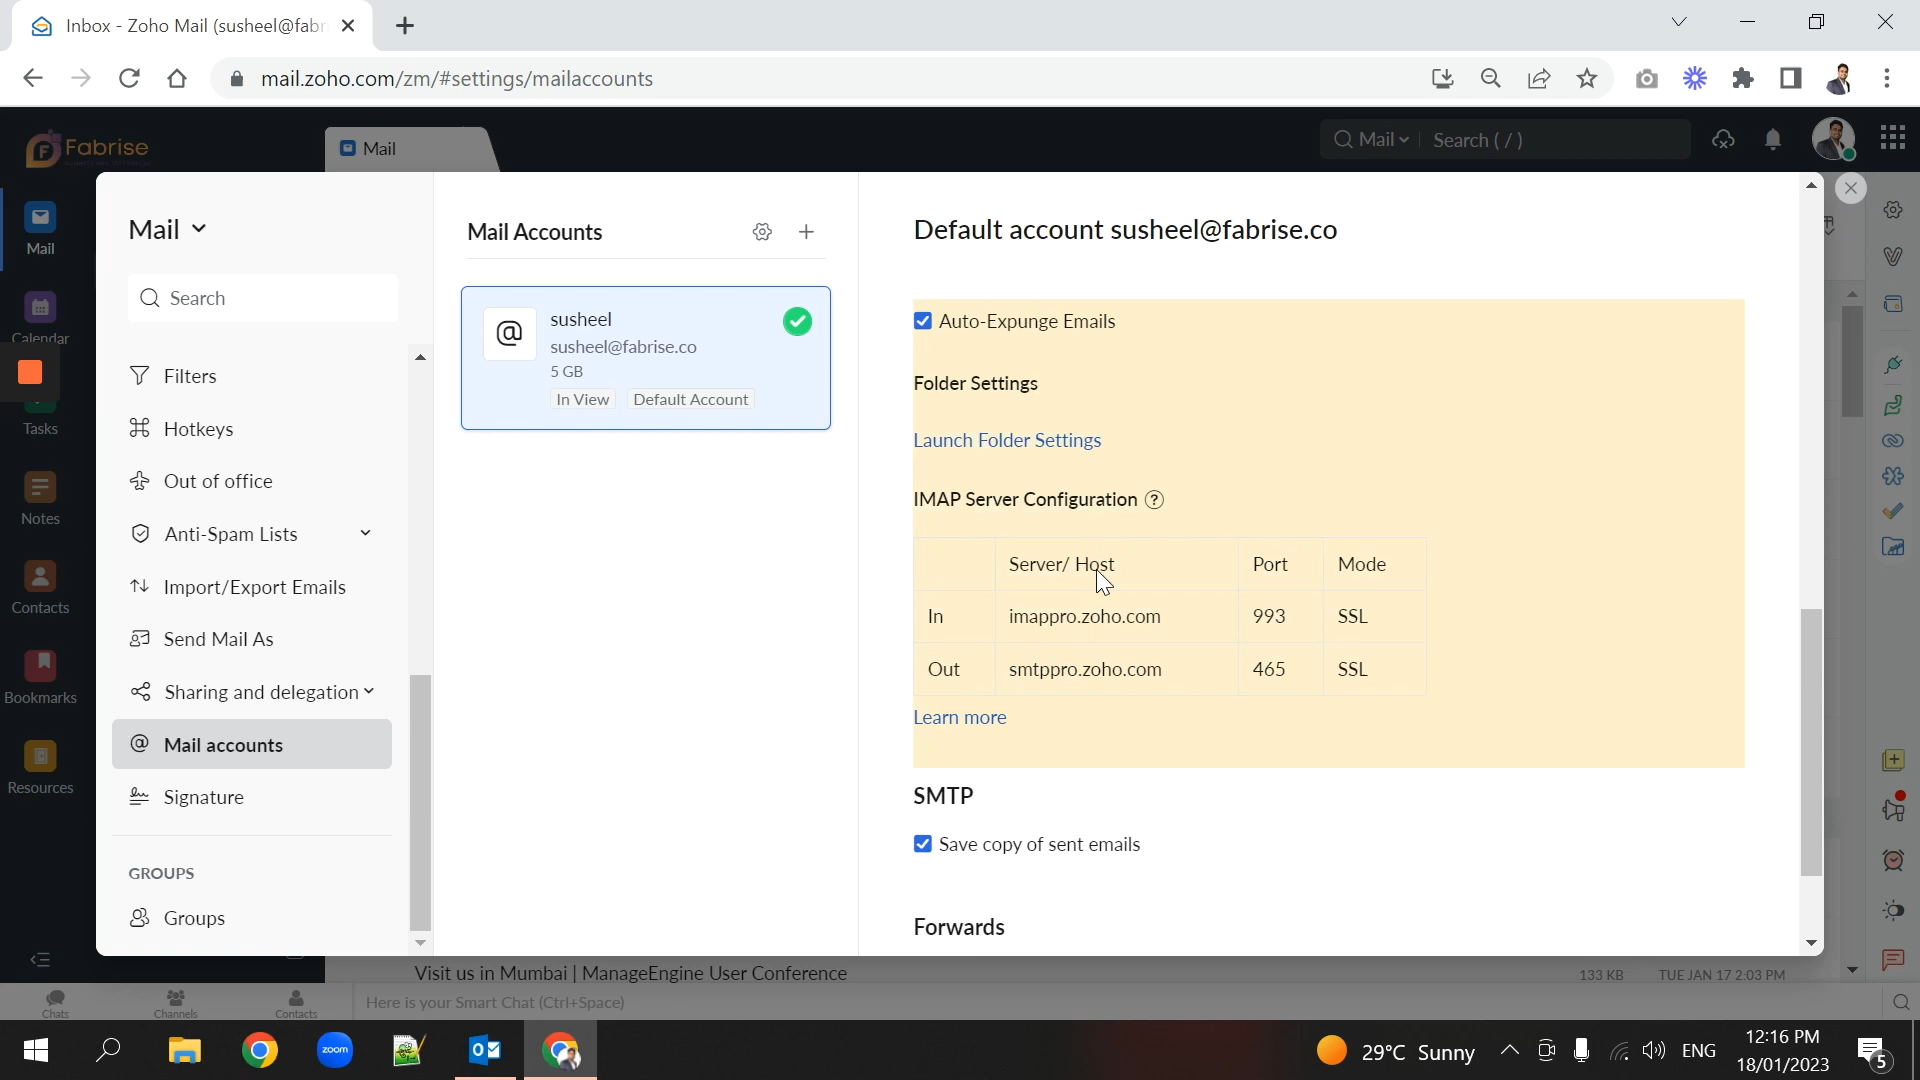 Inbox - Zoho Mail (susheel@fabr
mail.zoho.com/zm/#settings/mailaccounts
Fabrise
Mail
Mail
Search ( / )
Mail
Calendar
Tasks
Notes
Contacts
Bookmarks
Resources
Mail
Search
Filters
Hotkeys
Out of office
Anti-Spam Lists
Import/Export Emails
Send Mail As
Sharing and delegation
Mail accounts
Signature
GROUPS
Groups
Mail Accounts
@
susheel
susheel@fabrise.co
5 GB
In View
Default Account
Default account susheel@fabrise.co
Auto-Expunge Emails
Folder Settings
Launch Folder Settings
IMAP Server Configuration ?
Server/ Host Port Mode
In imappro.zoho.com 993 SSL
Out smtppro.zoho.com 465 SSL
Learn more
SMTP
Save copy of sent emails
Forwards
Visit us in Mumbai | ManageEngine User Conference
133 KB
TUE JAN 17 2:03 PM
Chats
Channels
Contacts
Here is your Smart Chat (Ctrl+Space)
zoom
29°C Sunny
ENG
12:16 PM
18/01/2023
5